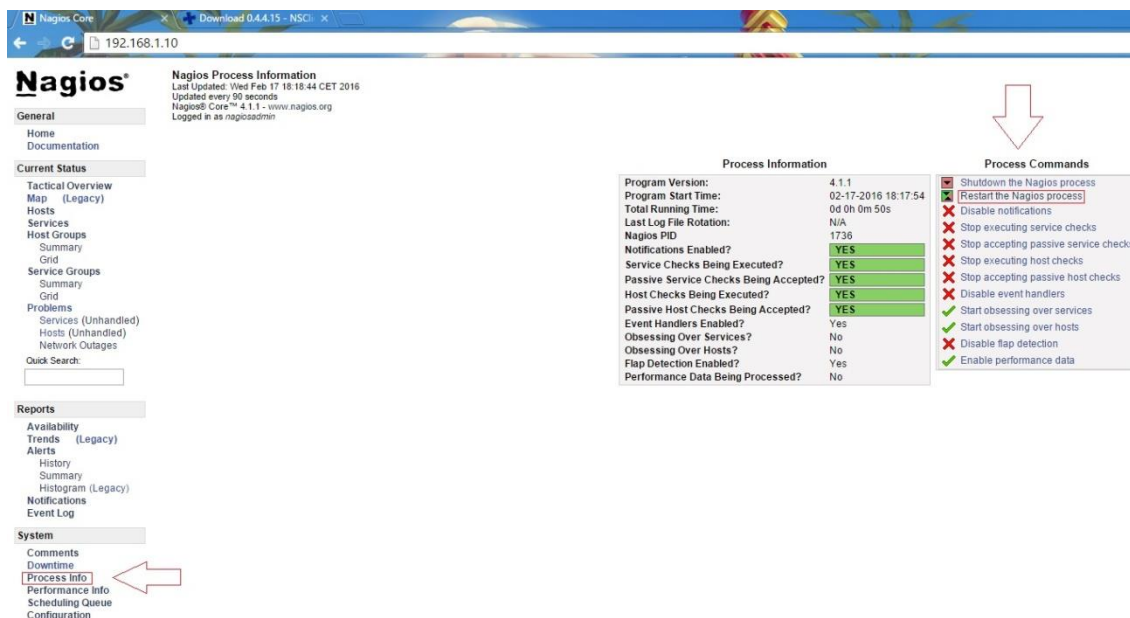 Nagios Core
Download 0.4.4.15 - NSCli
192.168.1.10
Nagios®
General
Home
Documentation
Current Status
Tactical Overview
Map (Legacy)
Hosts
Services
Host Groups
Summary
Grid
Service Groups
Summary
Grid
Problems
Services (Unhandled)
Hosts (Unhandled)
Network Outages
Quick Search:
Reports
Availability
Trends (Legacy)
Alerts
History
Summary
Histogram (Legacy)
Notifications
Event Log
System
Comments
Downtime
Process Info
Performance Info
Scheduling Queue
Configuration
Nagios Process Information
Last Updated: Wed Feb 17 18:18:44 CET 2016
Updated every 90 seconds
Nagios® Core™ 4.1.1 - www.nagios.org
Logged in as nagiosadmin
Process Information
Program Version: 4.1.1
Program Start Time: 02-17-2016 18:17:54
Total Running Time: 0d 0h 0m 50s
Last Log File Rotation: N/A
Nagios PID 1736
Notifications Enabled? YES
Service Checks Being Executed? YES
Passive Service Checks Being Accepted? YES
Host Checks Being Executed? YES
Passive Host Checks Being Accepted? YES
Event Handlers Enabled? Yes
Obsessing Over Services? No
Obsessing Over Hosts? No
Flap Detection Enabled? Yes
Performance Data Being Processed? No
Process Commands
Shutdown the Nagios process
Restart the Nagios process
Disable notifications
Stop executing service checks
Stop accepting passive service checks
Stop executing host checks
Stop accepting passive host checks
Disable event handlers
Start obsessing over services
Start obsessing over hosts
Disable flap detection
Enable performance data